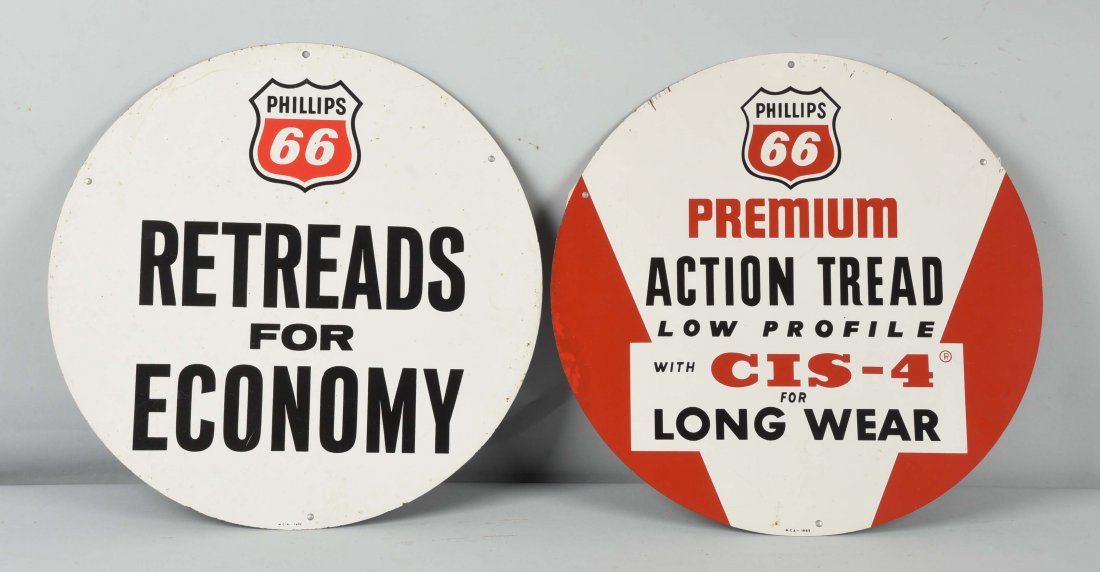 PHILLIPS
66
RETREADS
FOR
ECONOMY
PHILLIPS
66
PREMIUM
ACTION TREAD
LOW PROFILE
WITH CIS-4®
FOR
LONG WEAR